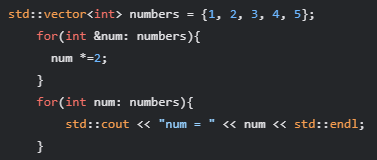 std::vector<int> numbers = {1, 2, 3, 4, 5};
    for(int &num: numbers){
      num *=2;
    }
    for(int num: numbers){
        std::cout << "num = " << num << std::endl;
    }